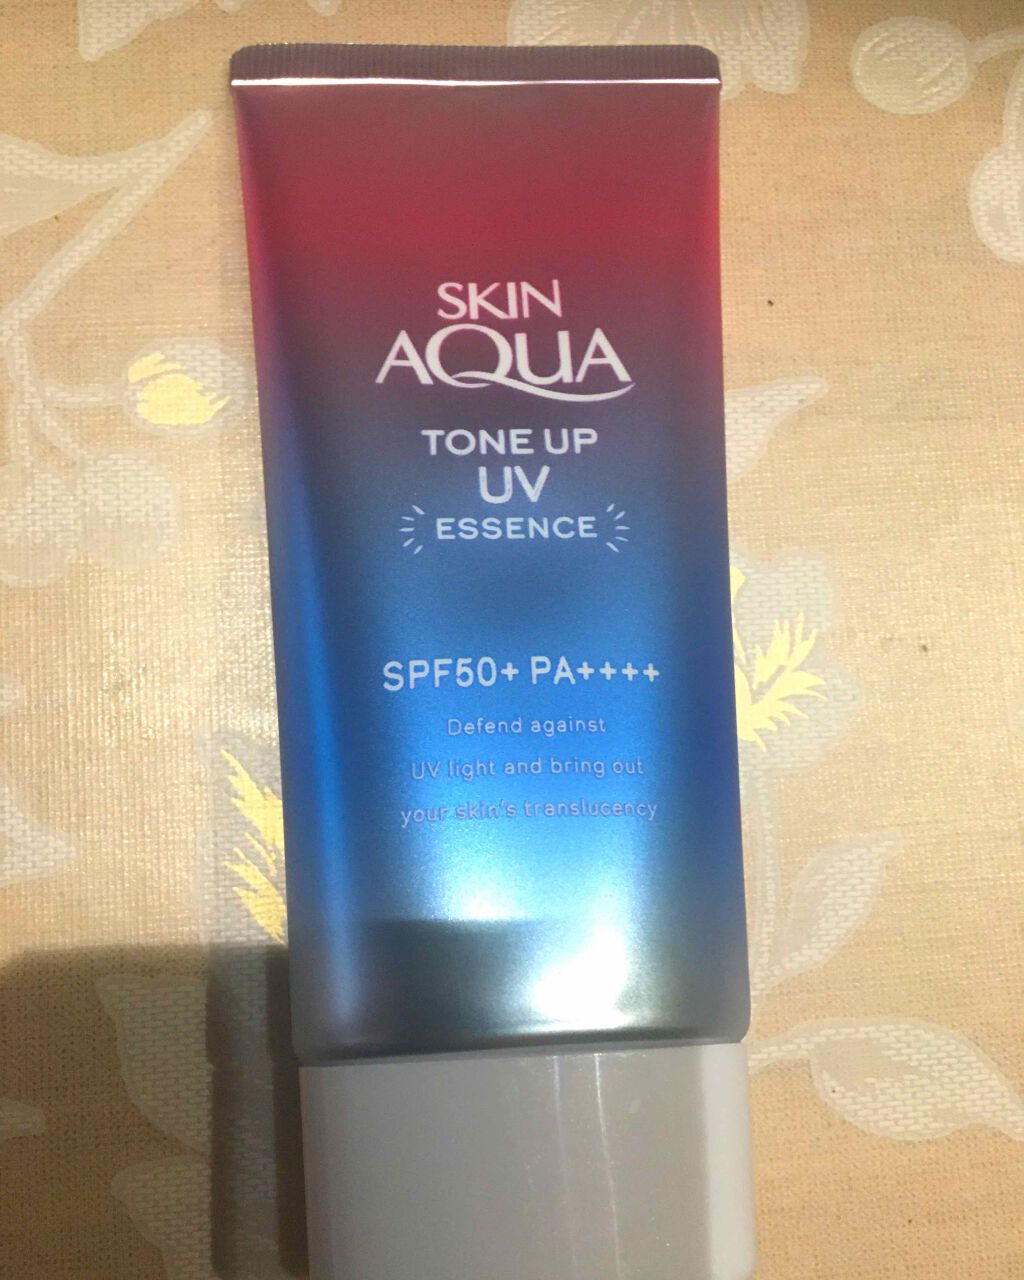 SKIN
AQUA
TONE UP
UV
ESSENCE
SPF50+ PA++++
Defend against
UV light and bring out
your skin's translucency